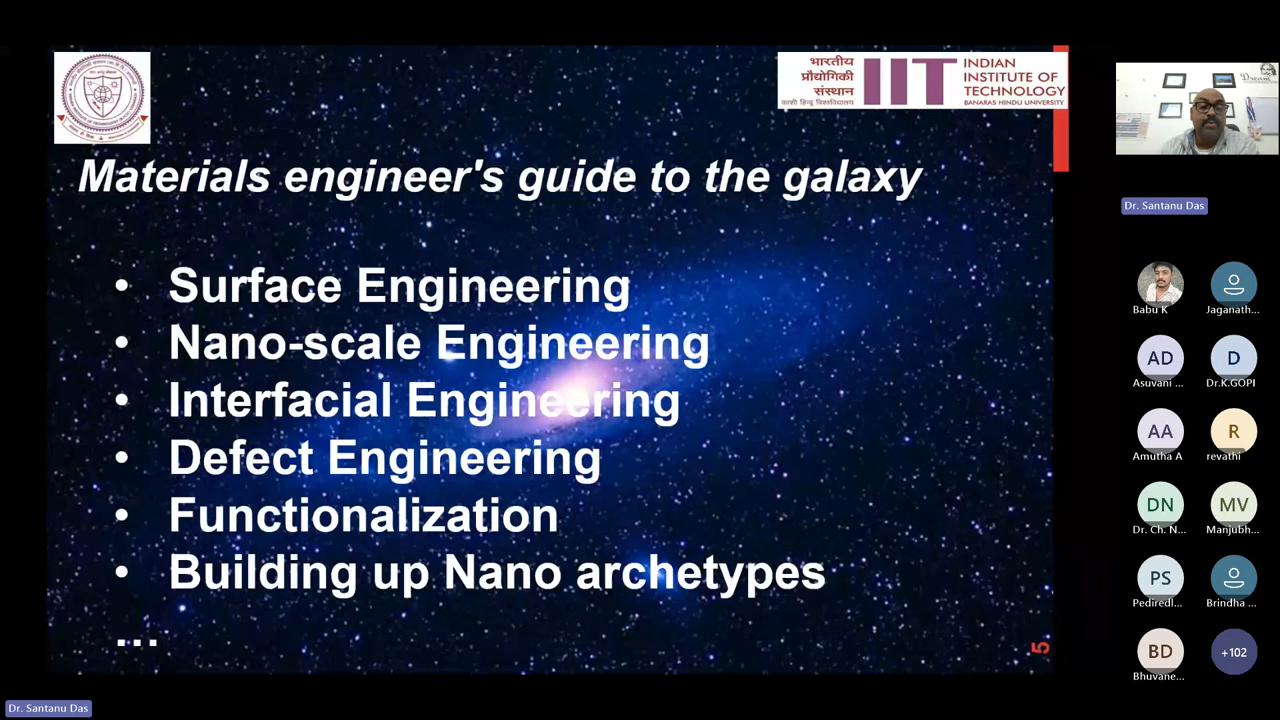 भारतीय
प्रौद्योगिकी
संस्थान
काशी हिन्दू विश्वविद्यालय
IIT
INDIAN
INSTITUTE OF
TECHNOLOGY
BANARAS HINDU UNIVERSITY
Materials engineer's guide to the galaxy
• Surface Engineering
• Nano-scale Engineering
• Interfacial Engineering
• Defect Engineering
• Functionalization
• Building up Nano archetypes
...
5
Dream
Dr. Santanu Das
Babu K
Jaganath...
AD
Asuvani ...
D
Dr.K.GOPI
AA
Amutha A
R
revathi
DN
Dr. Ch. N...
MV
Manjubh...
PS
Pediredl...
Brindha ...
BD
Bhuvane...
+102
Dr. Santanu Das